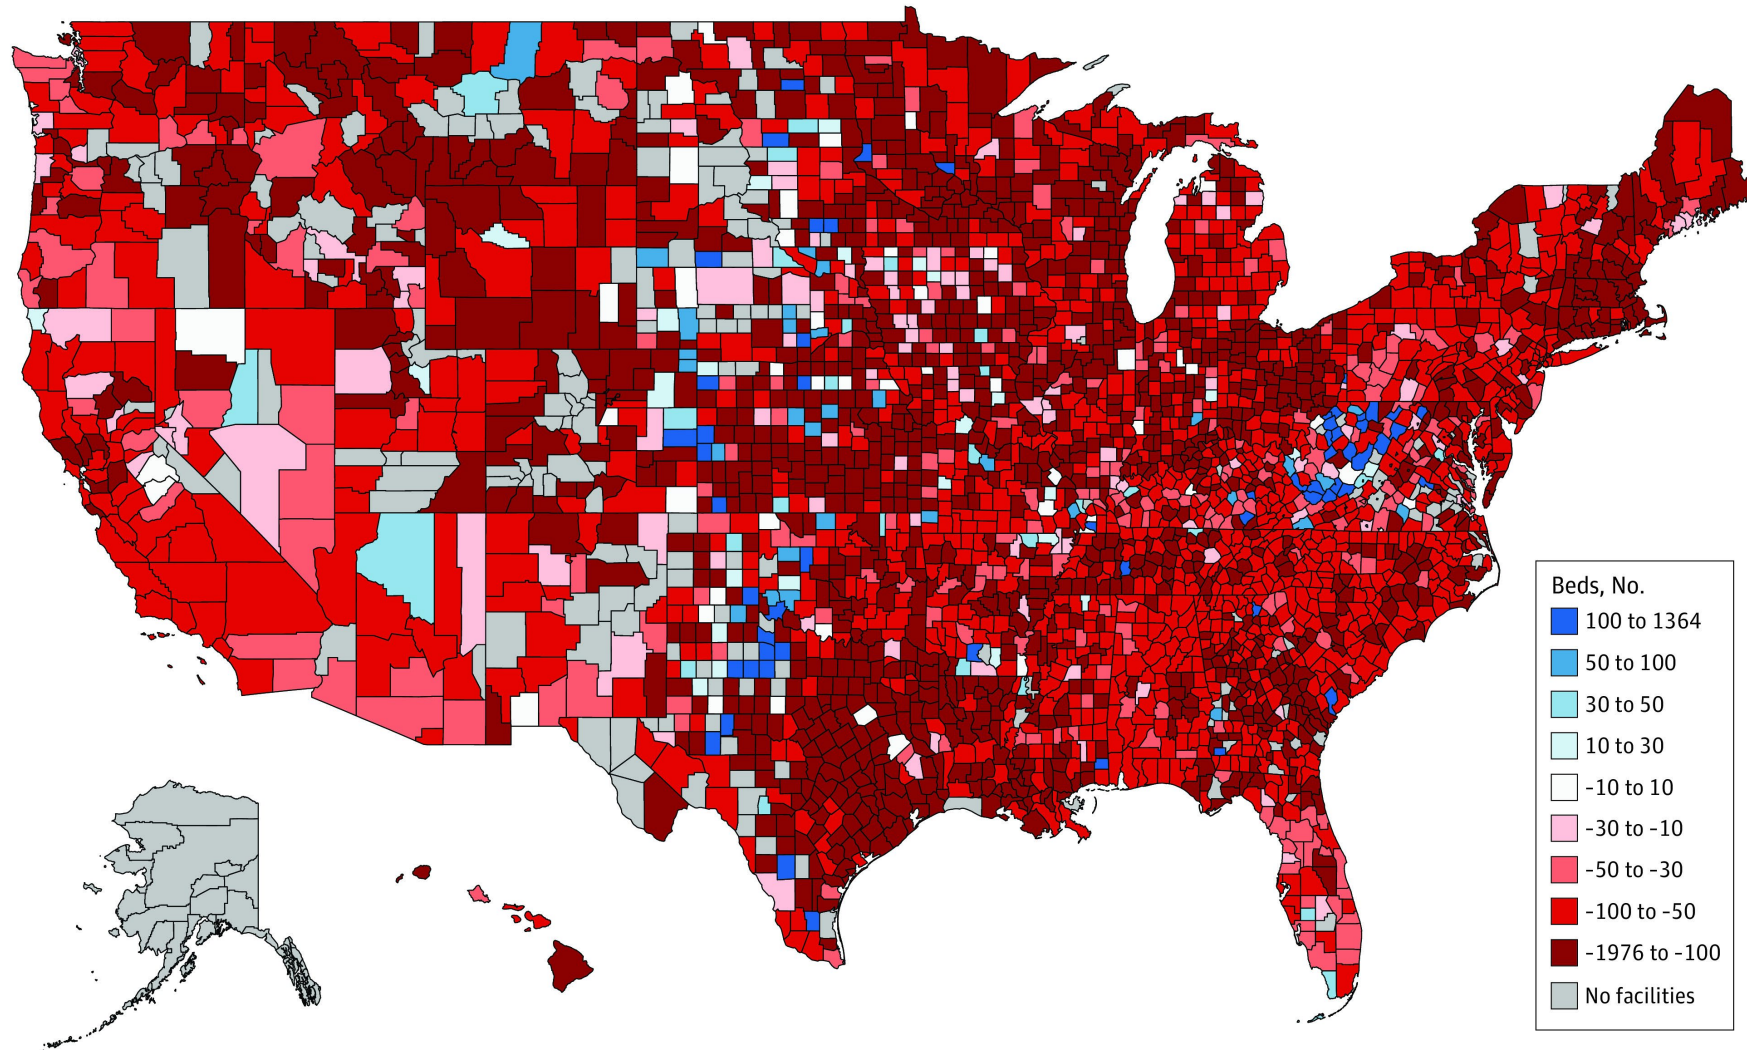 Beds, No.
100 to 1364
50 to 100
30 to 50
10 to 30
-10 to 10
-30 to -10
-50 to -30
-100 to -50
-1976 to -100
No facilities